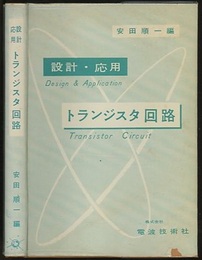 設計
応用
トランジスタ回路
安田順一編
安田順一編
設計・応用
Design & Application
トランジスタ回路
Transistor Circuit
株式会社
電波技術社